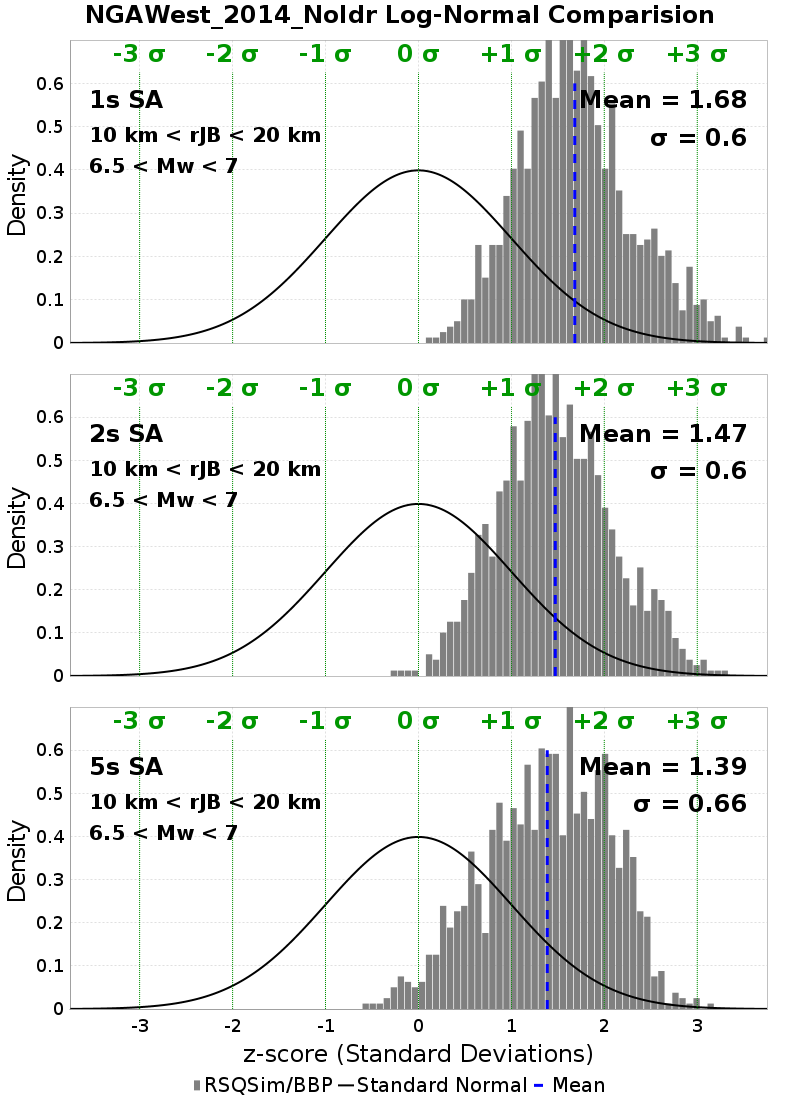 NGAWest_2014_NoIdr Log-Normal Comparision
-3 σ -2 σ -1 σ 0 σ +1 σ +2 σ +3 σ
1s SA Mean = 1.68
10 km < rJB < 20 km σ = 0.6
6.5 < Mw < 7
0.6
0.5
0.4
0.3
0.2
0.1
0
Density
-3 σ -2 σ -1 σ 0 σ +1 σ +2 σ +3 σ
2s SA Mean = 1.47
10 km < rJB < 20 km σ = 0.6
6.5 < Mw < 7
0.6
0.5
0.4
0.3
0.2
0.1
0
Density
-3 σ -2 σ -1 σ 0 σ +1 σ +2 σ +3 σ
5s SA Mean = 1.39
10 km < rJB < 20 km σ = 0.66
6.5 < Mw < 7
0.6
0.5
0.4
0.3
0.2
0.1
0
Density
-3 -2 -1 0 1 2 3
z-score (Standard Deviations)
RSQSim/BBP Standard Normal Mean